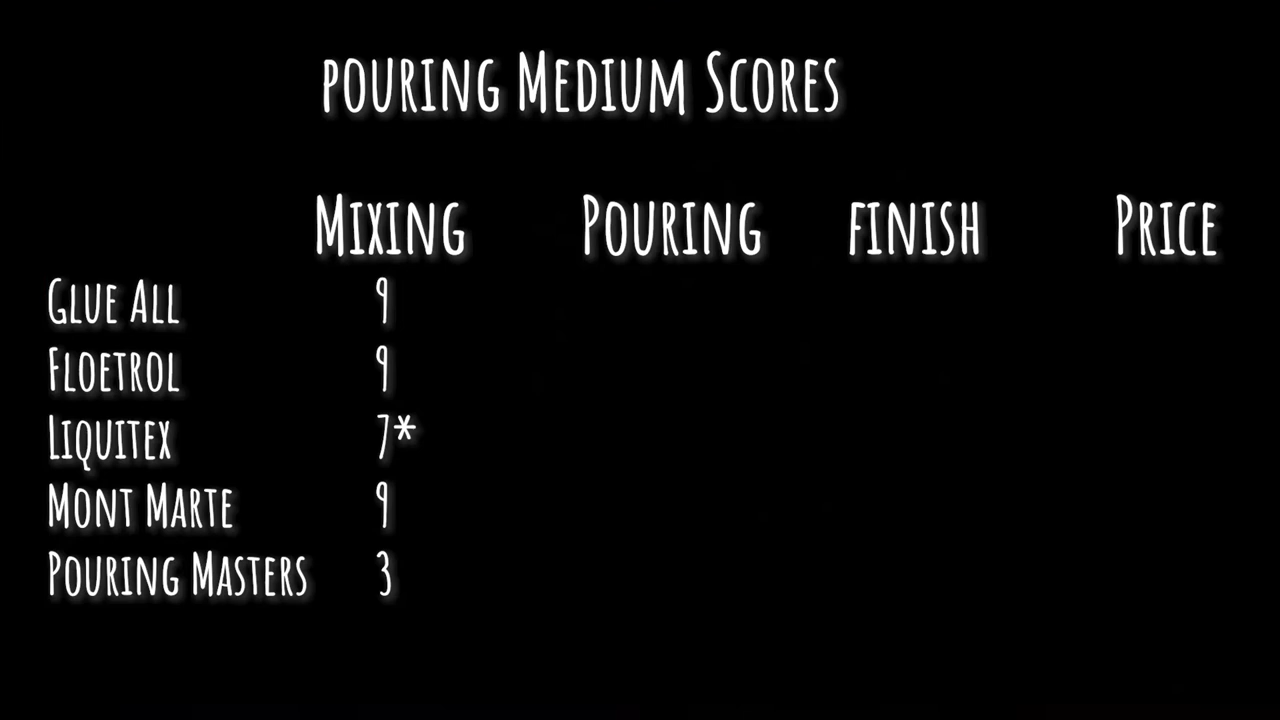 pouring Medium Scores
Mixing Pouring finish Price
Glue All 9
Floetrol 9
Liquitex 7*
Mont Marte 9
Pouring Masters 3